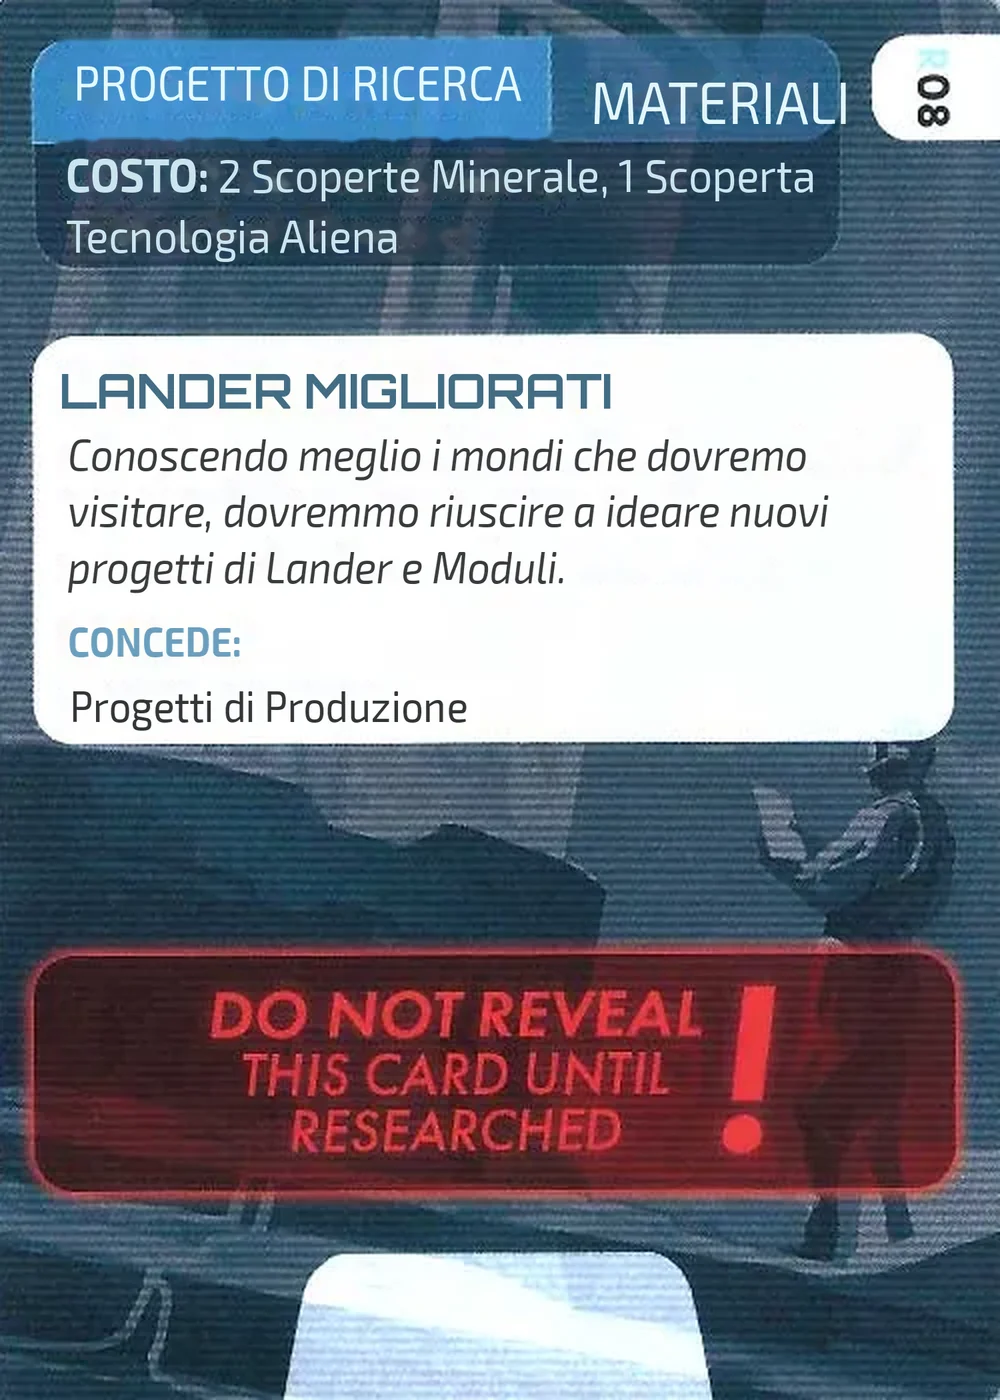 PROGETTO DI RICERCA
MATERIALI
R08
COSTO: 2 Scoperte Minerale, 1 Scoperta
Tecnologia Aliena
LANDER MIGLIORATI
Conoscendo meglio i mondi che dovremo
visitare, dovremmo riuscire a ideare nuovi
progetti di Lander e Moduli.
CONCEDE:
Progetti di Produzione
DO NOT REVEAL
THIS CARD UNTIL
RESEARCHED
!